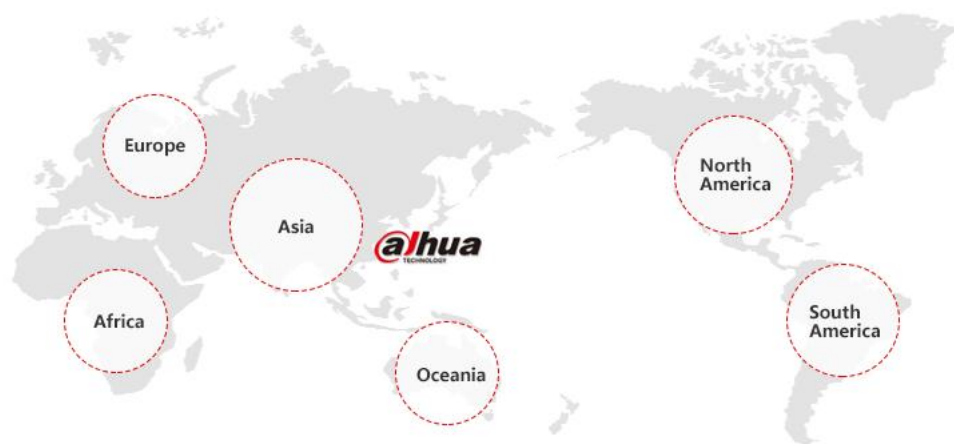 Europe
North
America
Asia
alhua
TECHNOLOGY
Africa
South
America
Oceania